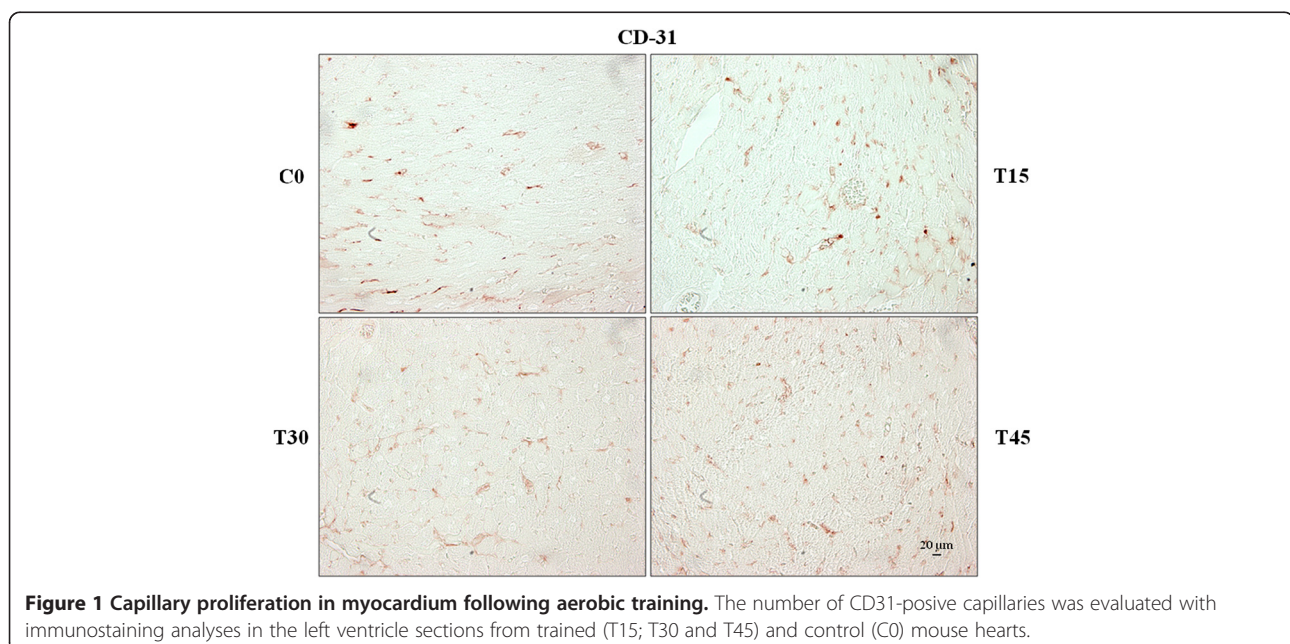 CD-31
C0
T15
T30
T45
20 µm
Figure 1 Capillary proliferation in myocardium following aerobic training. The number of CD31-posive capillaries was evaluated with
immunostaining analyses in the left ventricle sections from trained (T15; T30 and T45) and control (C0) mouse hearts.